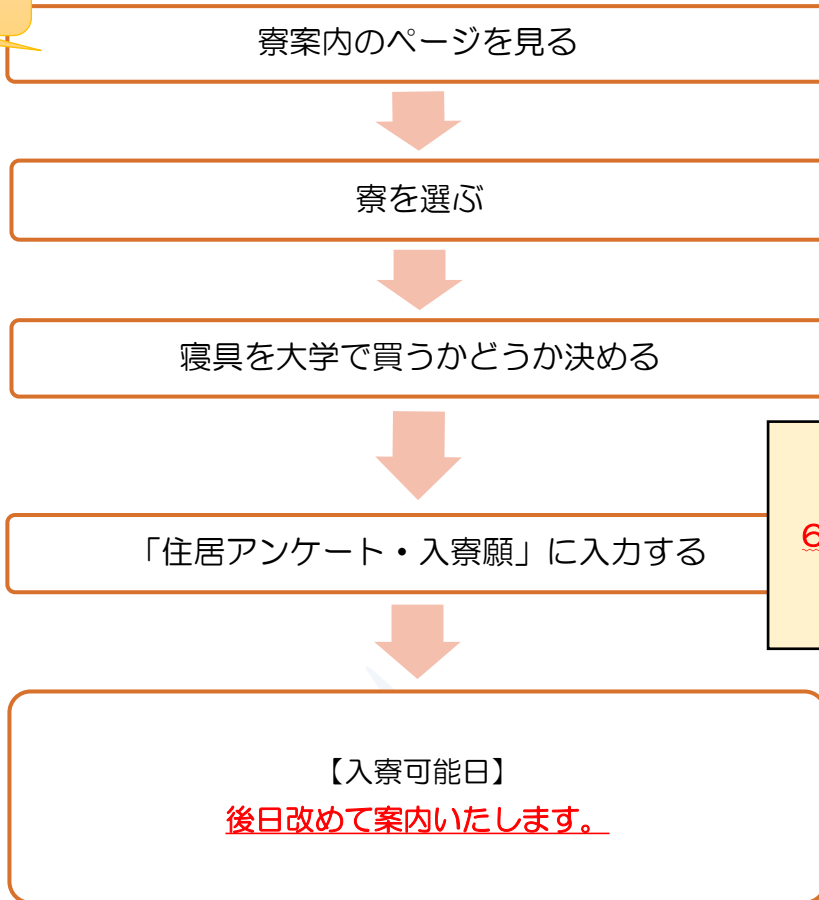 寮案内のページを見る
寮を選ぶ
寝具を大学で買うかどうか決める
「住居アンケート・入寮願」に入力する
6
【入寮可能日】
後日改めて案内いたします。